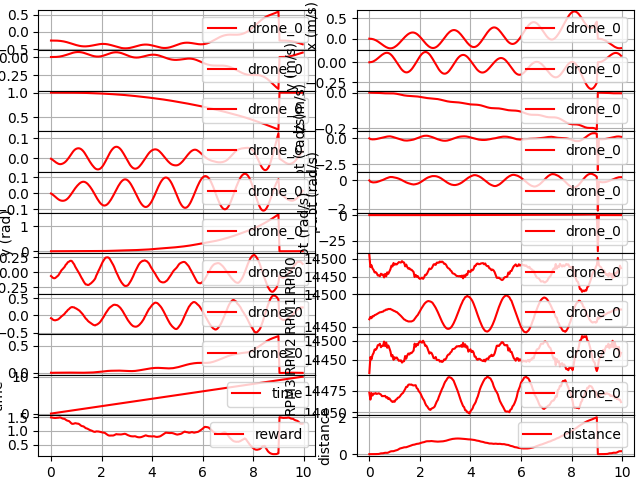 0.5
0.0
-0.5
drone_0
0.00
-0.25
drone_0
1.0
0.5
drone_0
0.1
0.0
drone_0
0.1
0.0
-0.1
drone_0
1
0
drone_0
0.25
0.00
-0.25
drone_0
0.5
0.0
-0.5
drone_0
0.5
0.0
drone_0
10
0
time
1.5
1.0
0.5
reward
0 2 4 6 8 10
y (rad)
time
x (m/s)
0.5
0.0
drone_0
y (m/s)
0.00
-0.25
drone_0
z (m/s)
0.0
-0.2
drone_0
ot (rad/s)
0.0
-2.5
drone_0
ot (rad/s)
0
-2
drone_0
ot (rad/s)
0
-25
drone_0
RPM0
14500
14450
drone_0
RPM1
14500
14450
drone_0
RPM2
14500
14450
drone_0
RPM3
14475
14450
drone_0
distance
2
0
distance
0 2 4 6 8 10